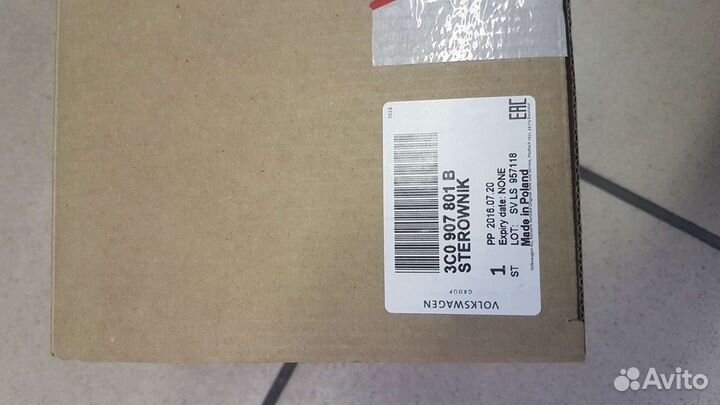 VOLKSWAGEN
GROUP
3C0 907 801 B
STEROWNIK
1
ST
PP 2016.07.20
Expiry date: NONE
LOT: SV LS 957118
Made in Poland
EAC
Avito